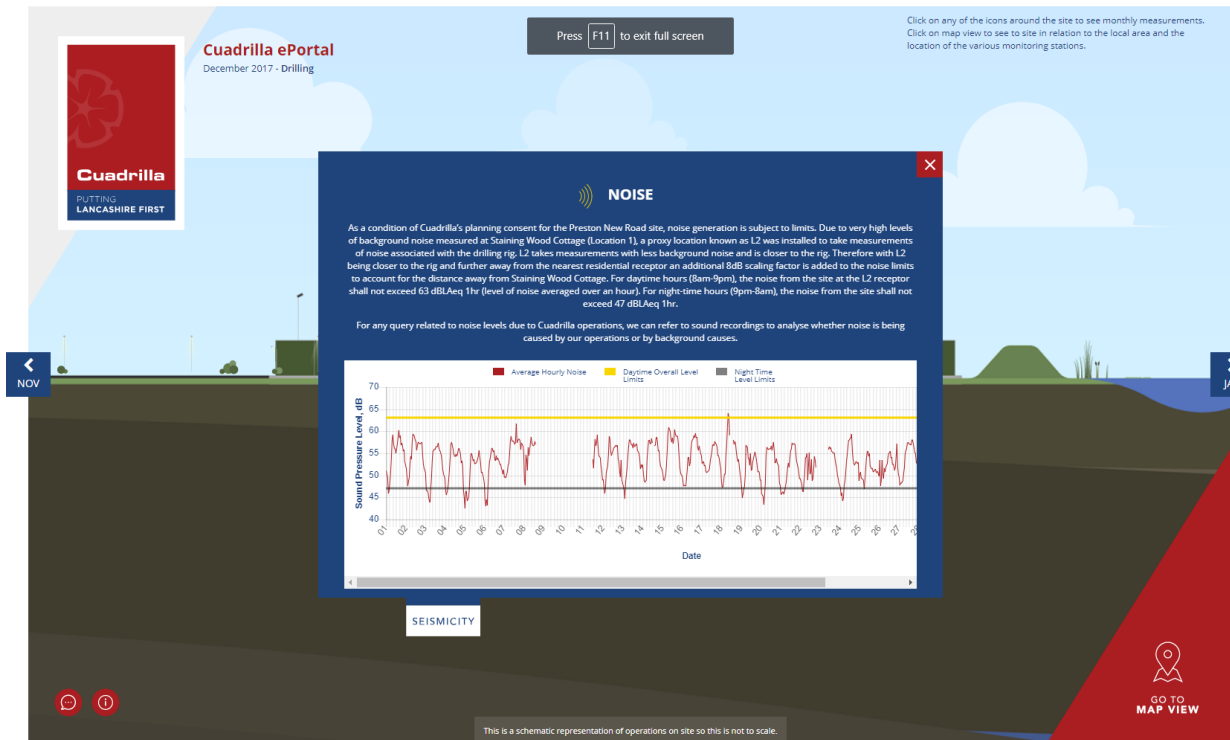 Press F11 to exit full screen
Click on any of the icons around the site to see monthly measurements.
Click on map view to see to site in relation to the local area and the
location of the various monitoring stations.
Cuadrilla ePortal
December 2017 - Drilling
Cuadrilla
PUTTING
LANCASHIRE FIRST
NOISE
As a condition of Cuadrilla's planning consent for the Preston New Road site, noise generation is subject to limits. Due to very high levels
of background noise measured at Staining Wood Cottage (Location 1), a proxy location known as L2 was installed to take measurements
of noise associated with the drilling rig. L2 takes measurements with less background noise and is closer to the rig. Therefore with L2
being closer to the rig and further away from the nearest residential receptor an additional 8dB scaling factor is added to the noise limits
to account for the distance away from Staining Wood Cottage. For daytime hours (8am-9pm), the noise from the site at the L2 receptor
shall not exceed 63 dBLAeq 1hr (level of noise averaged over an hour). For night-time hours (9pm-8am), the noise from the site shall not
exceed 47 dBLAeq 1hr.
For any query related to noise levels due to Cuadrilla operations, we can refer to sound recordings to analyse whether noise is being
caused by our operations or by background causes.
Average Hourly Noise
Daytime Overall Level
Limits
Night Time
Level Limits
Sound Pressure Level, dB
70
65
60
55
50
45
40
01 02 03 04 05 06 07 08 09 10 11 12 13 14 15 16 17 18 19 20 21 22 23 24 25 26 27 28
Date
NOV
JA
SEISMICITY
GO TO
MAP VIEW
This is a schematic representation of operations on site so this is not to scale.